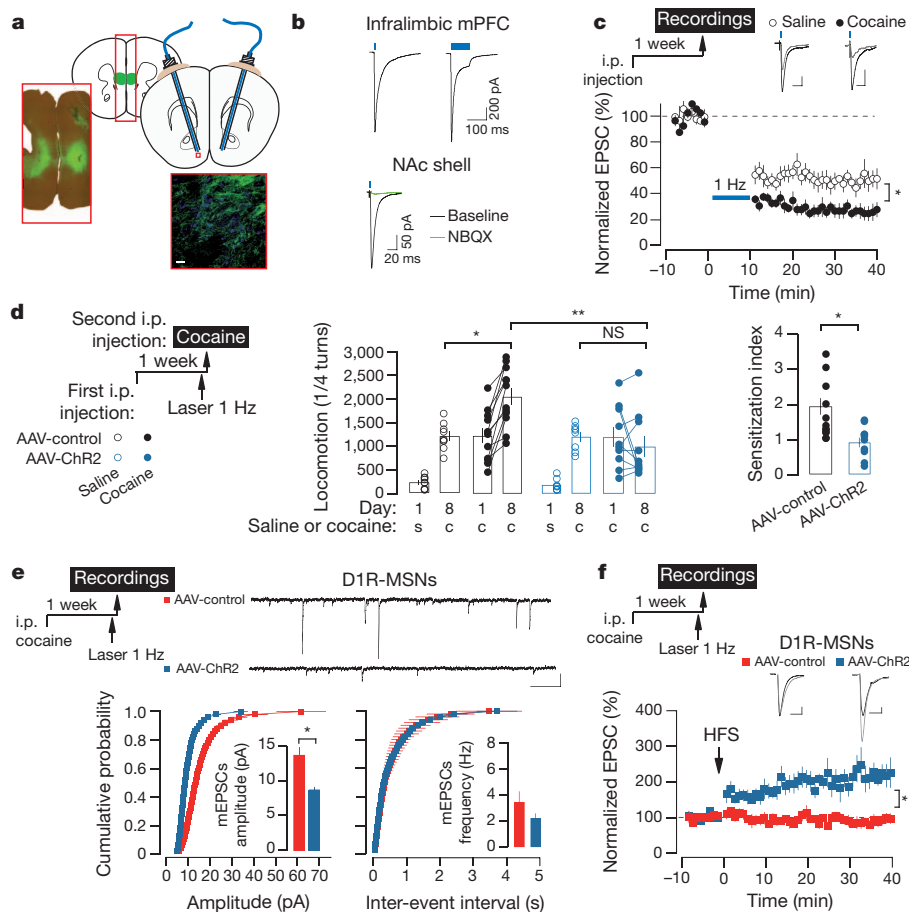 a
b
Infralimbic mPFC
200 pA
100 ms
NAc shell
Baseline
NBQX
50 pA
20 ms
c
Recordings
1 week
i.p.
injection
Saline
Cocaine
Normalized EPSC (%)
100
80
60
40
20
0
1 Hz
*
−10
0
10
20
30
40
Time (min)
d
Second i.p.
injection:
Cocaine
1 week
First i.p.
injection:
Laser 1 Hz
AAV-control
AAV-ChR2
Saline
Cocaine
Locomotion (1/4 turns)
3,000
2,500
2,000
1,500
1,000
500
0
*
**
NS
Day: 1 8 1 8 1 8 1 8
Saline or cocaine: s c c c s c c c
Sensitization index
4
3
2
1
0
*
AAV-control
AAV-ChR2
e
Recordings
1 week
i.p.
cocaine
Laser 1 Hz
D1R-MSNs
AAV-control
AAV-ChR2
Cumulative probability
1.0
0.8
0.6
0.4
0.2
0
0 10 20 30 40 50 60 70
Amplitude (pA)
mEPSCs
amplitude (pA)
15
10
5
0
*
0 1 2 3 4 5
Inter-event interval (s)
mEPSCs
frequency (Hz)
8
6
4
2
0
f
Recordings
1 week
i.p.
cocaine
Laser 1 Hz
D1R-MSNs
AAV-control
AAV-ChR2
Normalized EPSC (%)
400
300
200
100
0
HFS
*
−10
0
10
20
30
40
Time (min)